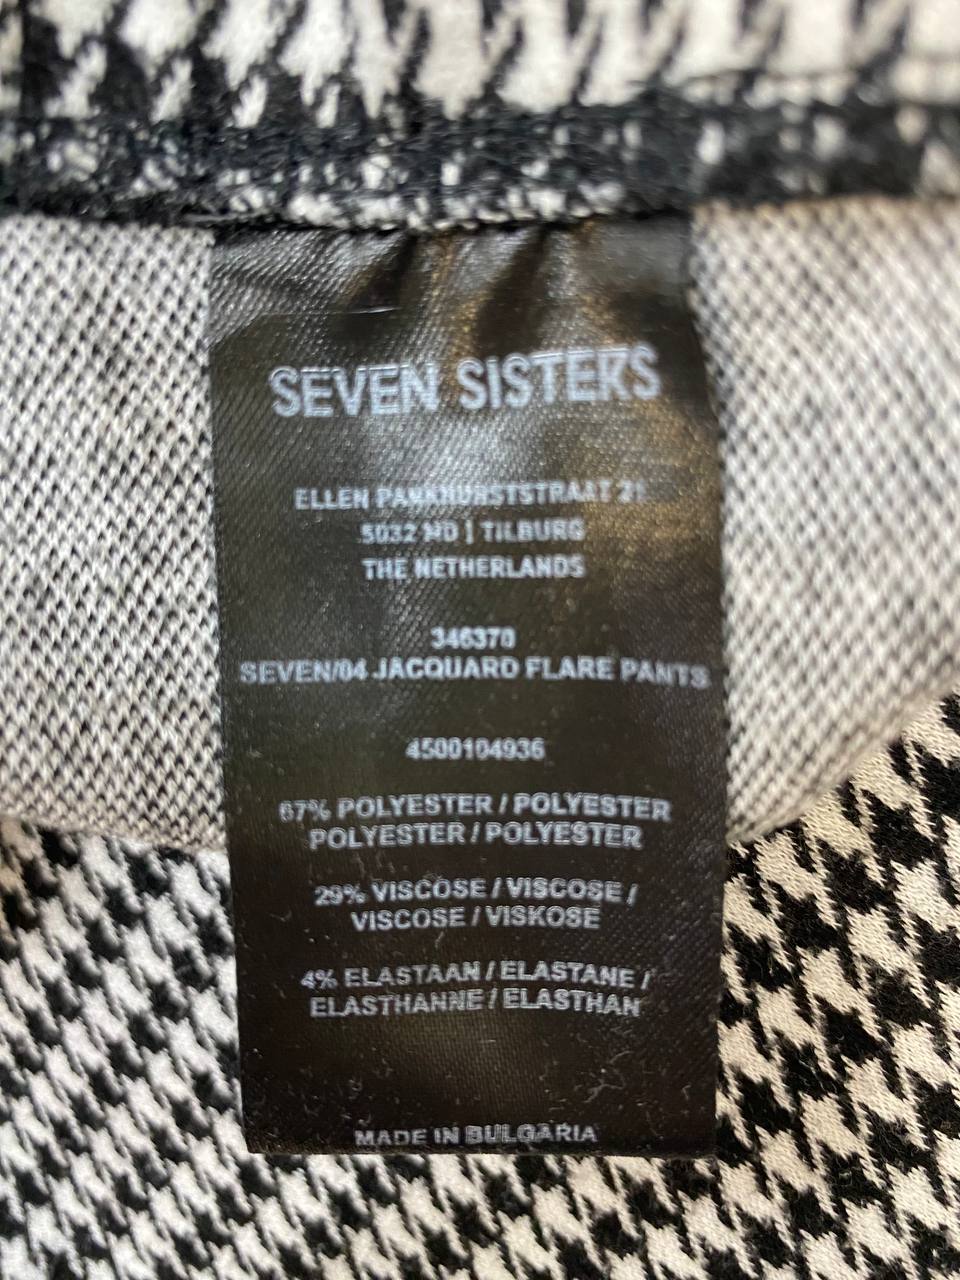 SEVEN SISTERS
ELLEN PANKHURSTSTRAAT 21
5032 MD | TILBURG
THE NETHERLANDS
346370
SEVEN/04 JACQUARD FLARE PANTS
4500104936
67% POLYESTER / POLYESTER
POLYESTER / POLYESTER
29% VISCOSE / VISCOSE /
VISCOSE / VISKOSE
4% ELASTAAN / ELASTANE /
ELASTHANNE / ELASTHAN
MADE IN BULGARIA